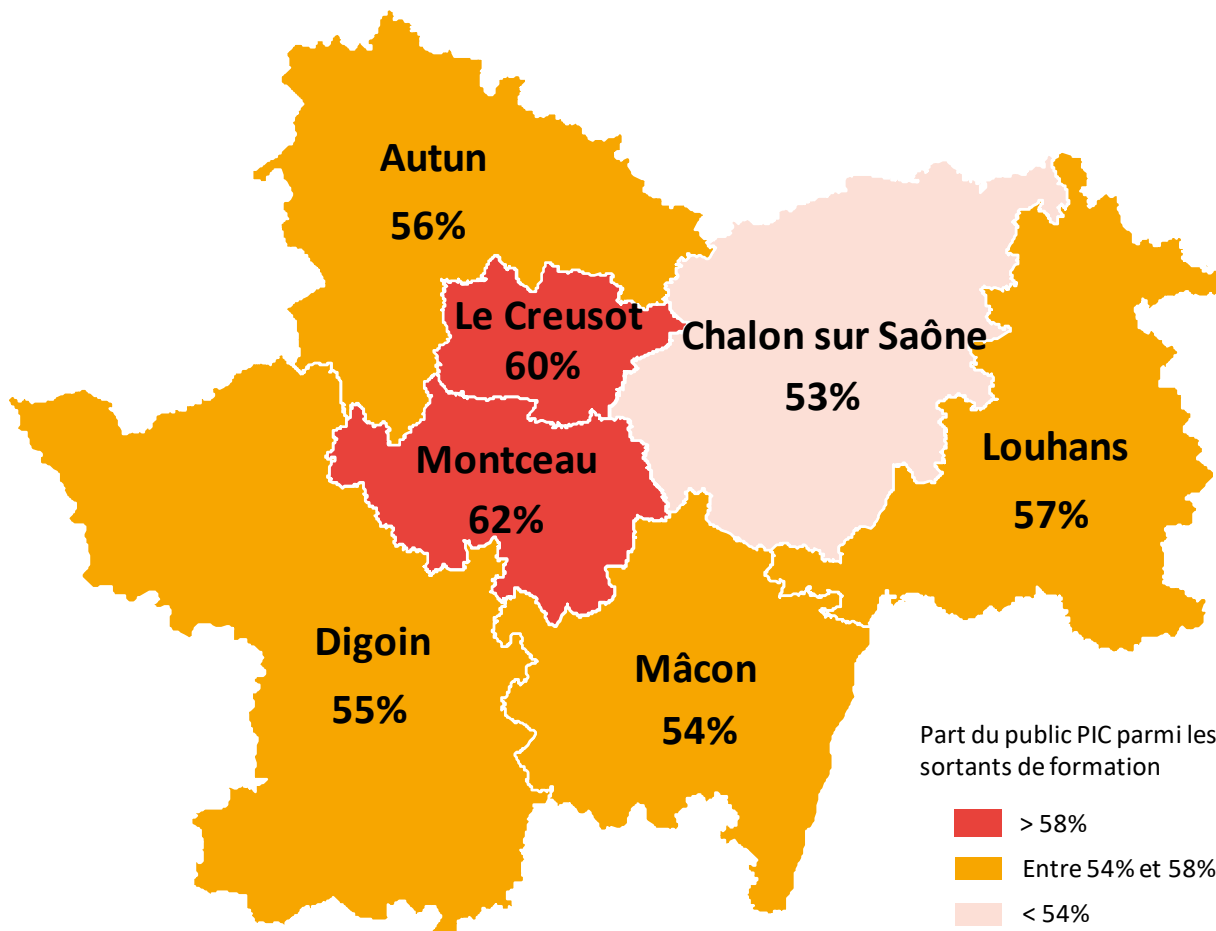 Autun
56%
Le Creusot
60%
Chalon sur Saône
53%
Montceau
62%
Louhans
57%
Digoin
55%
Mâcon
54%
Part du public PIC parmi les
sortants de formation
> 58%
Entre 54% et 58%
< 54%